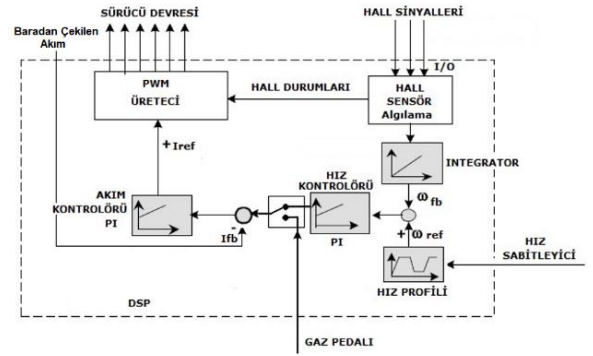 SÜRÜCÜ DEVRESİ
HALL SİNYALLERİ
Baradan Çekilen
Akım
I/O
PWM
ÜRETECİ
HALL DURUMLARI
HALL
SENSÖR
Algılama
+ Iref
INTEGRATOR
AKIM
KONTROLÖRÜ
PI
HIZ
KONTROLÖRÜ
ω fb
-
Ifb
PI
+ ω ref
HIZ
SABİTLEYİCİ
HIZ PROFİLİ
DSP
GAZ PEDALI